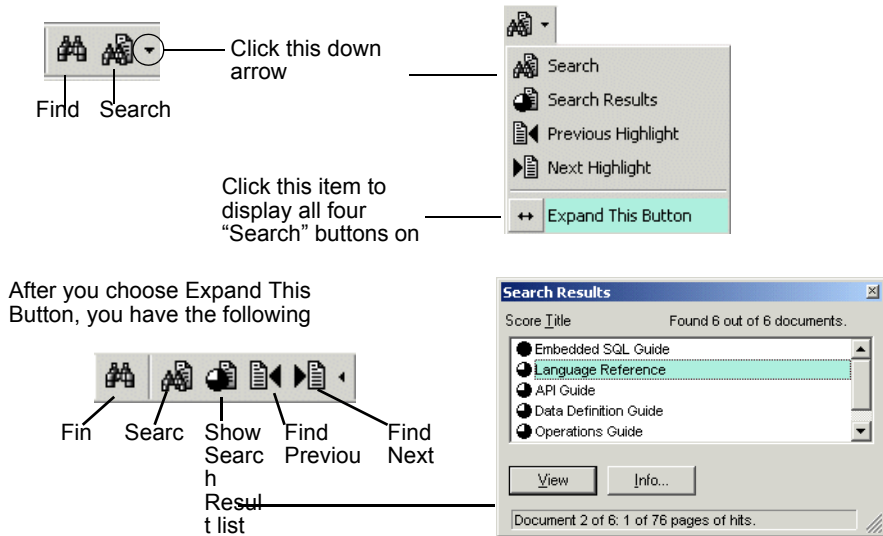 Click this down
arrow
Find
Search
Search
Search Results
Previous Highlight
Next Highlight
Expand This Button
Click this item to
display all four
“Search” buttons on
After you choose Expand This
Button, you have the following
Fin
Searc
Show
Searc
h
Resul
t list
Find
Previou
Find
Next
Search Results
Score Title
Found 6 out of 6 documents.
Embedded SQL Guide
Language Reference
API Guide
Data Definition Guide
Operations Guide
View
Info...
Document 2 of 6: 1 of 76 pages of hits.